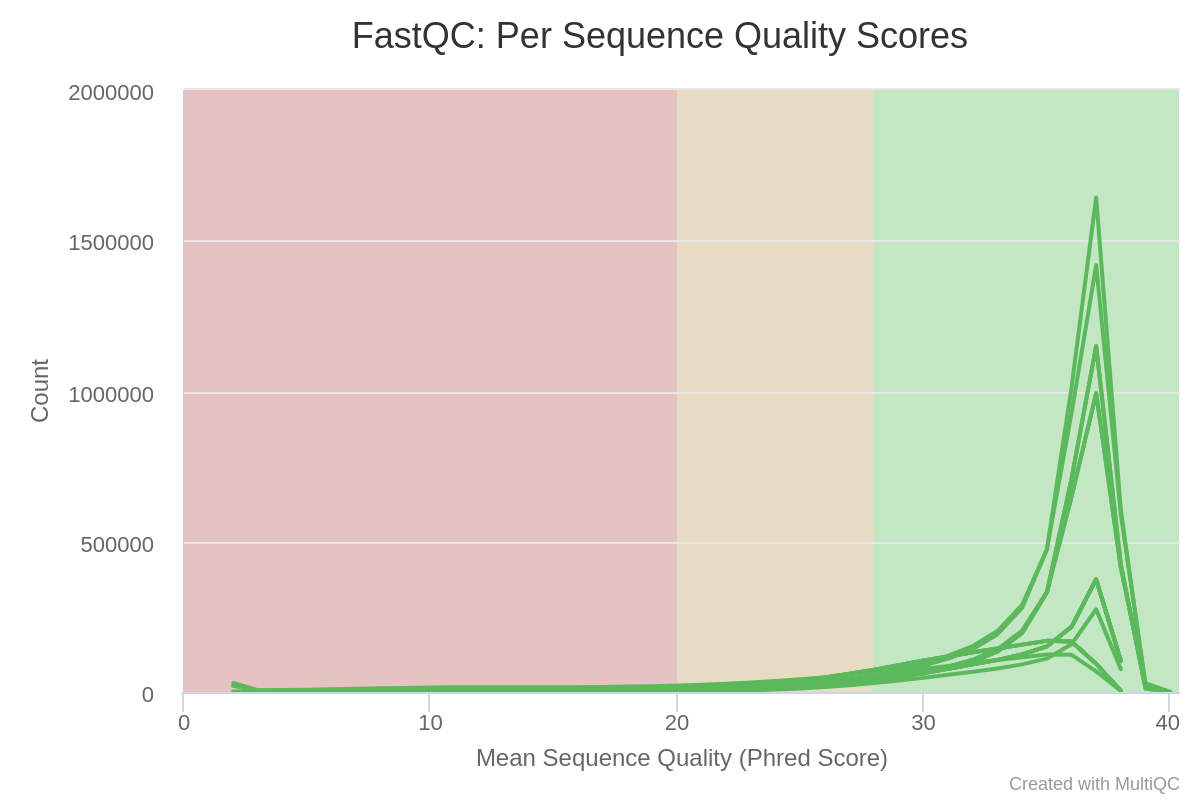 FastQC: Per Sequence Quality Scores
2000000
1500000
1000000
500000
0
Count
0 10 20 30 40
Mean Sequence Quality (Phred Score)
Created with MultiQC